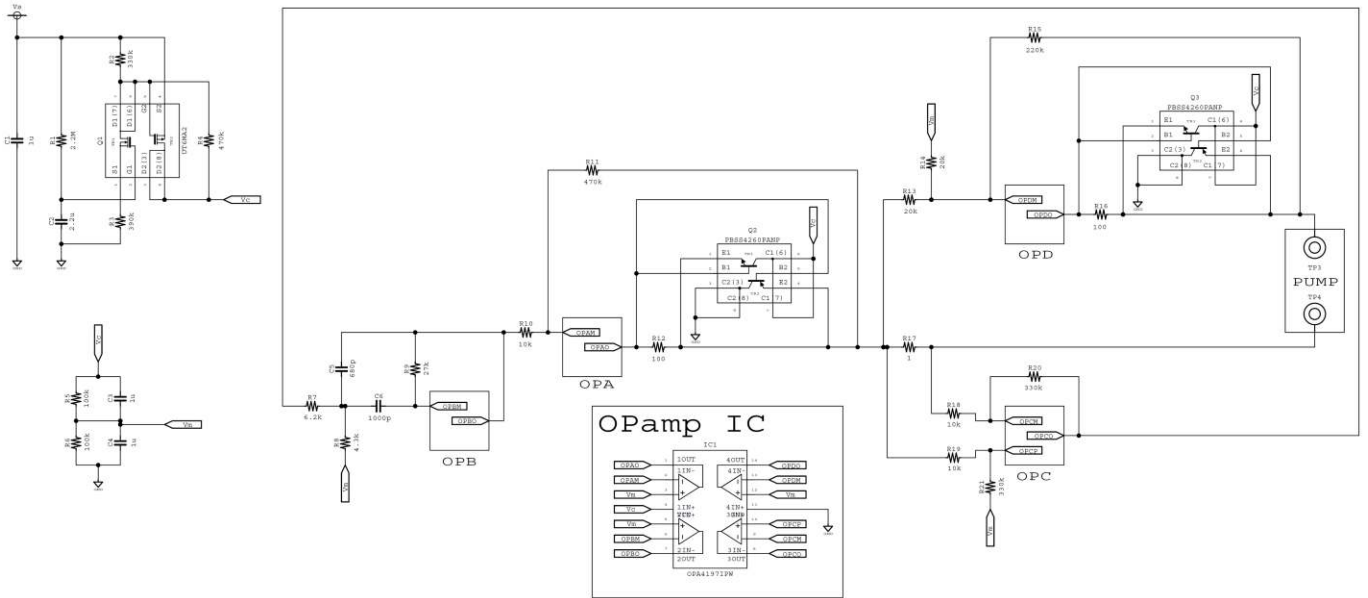 Vs
R2
330k
C1
1u
R1
2.2M
Q1
D1(7)
D1(6)
G2
S2
S1
G1
D2(3)
D2(8)
UT6MA2
R4
470k
Vc
C2
2.2u
R3
390k
Vc
R5
100k
C3
1u
Vm
R6
100k
C4
1u
R7
6.2k
C5
680p
R9
27k
C6
1000p
R8
4.3k
Vm
OPBM
OPBO
OPB
R10
10k
R11
470k
OPAM
OPAO
OPA
R12
100
Q2
PBSS4260PANP
Vc
E1
C1(6)
B1
B2
C2(3)
E2
C2(8)
C1(7)
R13
20k
R14
20k
Vm
R15
220k
OPDM
OPDO
OPD
R16
100
Q3
PBSS4260PANP
Vc
E1
C1(6)
B1
B2
C2(3)
E2
C2(8)
C1(7)
TP3
PUMP
TP4
R17
1
R18
10k
R19
10k
R20
330k
OPCM
OPCO
OPCP
OPC
R21
330k
Vm
OPamp IC
IC1
OPAO
1OUT
4OUT
OPDO
OPAM
1IN-
4IN-
OPDM
Vm
Vm
Vc
1IN+
4IN+
Vm
OPCP
OPBM
2IN-
3IN-
OPCM
OPBO
2OUT
3OUT
OPCO
OPA4197IPW